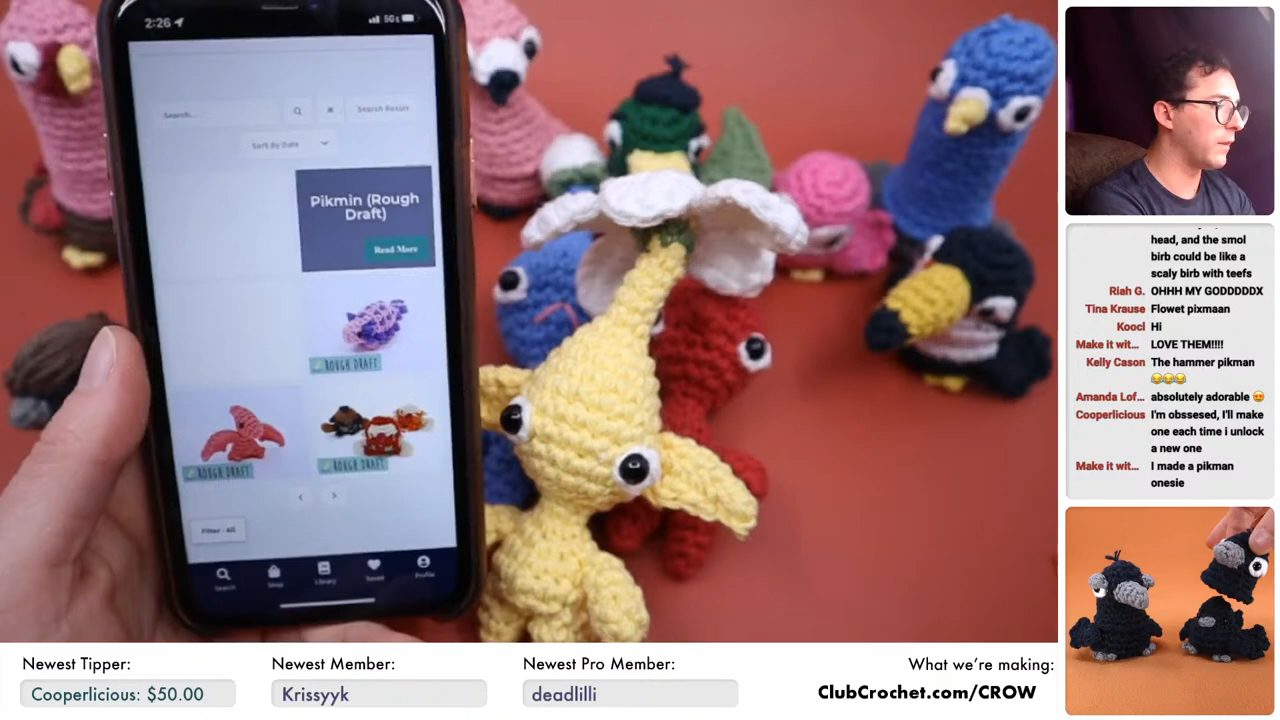 2:26
5G
Search...
Search Result
Sort By Date
Pikmin (Rough
Draft)
Read More
ROUGH DRAFT
ROUGH DRAFT
ROUGH DRAFT
Filter - All
Search
Shop
Library
Saved
Profile
head, and the smol
birb could be like a
scaly birb with teefs
Riah G. OHHH MY GODDDDDX
Tina Krause Flowet pixmaan
Koocl Hi
Make it wit... LOVE THEM!!!!
Kelly Cason The hammer pikman
😂😂😂
Amanda Lof... absolutely adorable 😍
Cooperlicious I'm obssesed, I'll make
one each time i unlock
a new one
Make it wit... I made a pikman
onesie
Newest Tipper:
Cooperlicious: $50.00
Newest Member:
Krissyyk
Newest Pro Member:
deadlilli
What we're making:
ClubCrochet.com/CROW